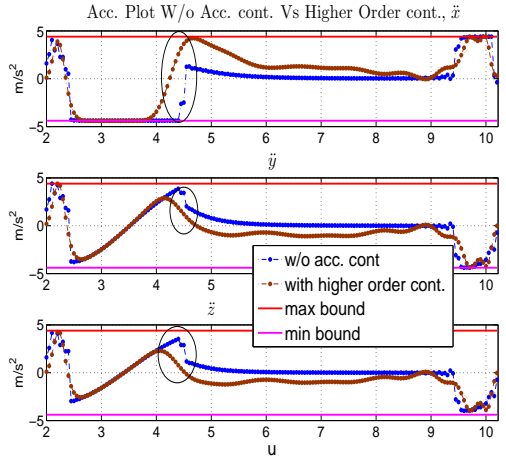 Acc. Plot W/o Acc. cont. Vs Higher Order cont., ẍ
5
0
−5
m/s²
2 3 4 5 6 7 8 9 10
ÿ
5
0
−5
m/s²
2 3 4 5 6 7 8 9 10
w/o acc. cont
with higher order cont.
max bound
min bound
z̈
5
0
−5
m/s²
2 3 4 5 6 7 8 9 10
u